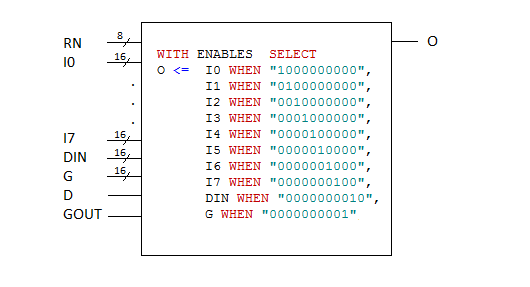 RN 8
I0 16
.
.
.
I7 16
DIN 16
G 16
D
GOUT
WITH ENABLES SELECT
O <= I0 WHEN "1000000000",
I1 WHEN "0100000000",
I2 WHEN "0010000000",
I3 WHEN "0001000000",
I4 WHEN "0000100000",
I5 WHEN "0000010000",
I6 WHEN "0000001000",
I7 WHEN "0000000100",
DIN WHEN "0000000010",
G WHEN "0000000001"
O